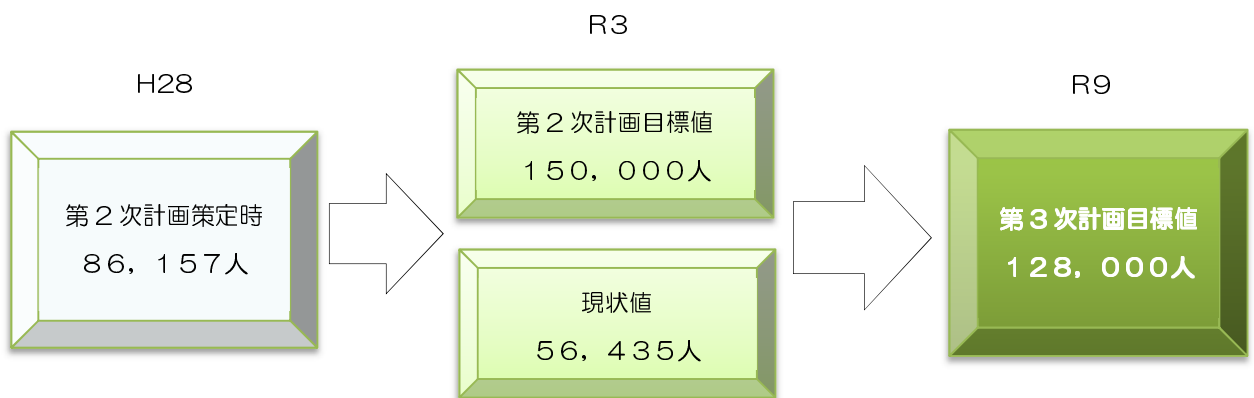 H28
第２次計画策定時
８６，１５７人
R3
第２次計画目標値
１５０，０００人
現状値
５６，４３５人
R9
第３次計画目標値
１２８，０００人